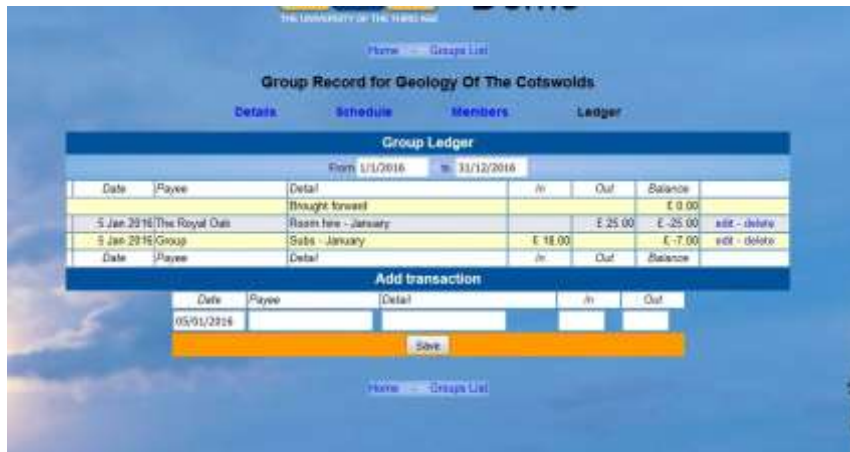 THE UNIVERSITY OF THE THIRD AGE
Demo
Home - Groups List
Group Record for Geology Of The Cotswolds
Details Schedule Members Ledger
Group Ledger
From 1/1/2016 to 31/12/2016
Date Payee Detail In Out Balance
Brought forward £ 0.00
5 Jan 2016 The Royal Oak Room hire - January £ 25.00 £ -25.00 edit - delete
5 Jan 2016 Group Subs - January £ 18.00 £ -7.00 edit - delete
Date Payee Detail In Out Balance
Add transaction
Date Payee Detail In Out
05/01/2016
Save
Home - Groups List